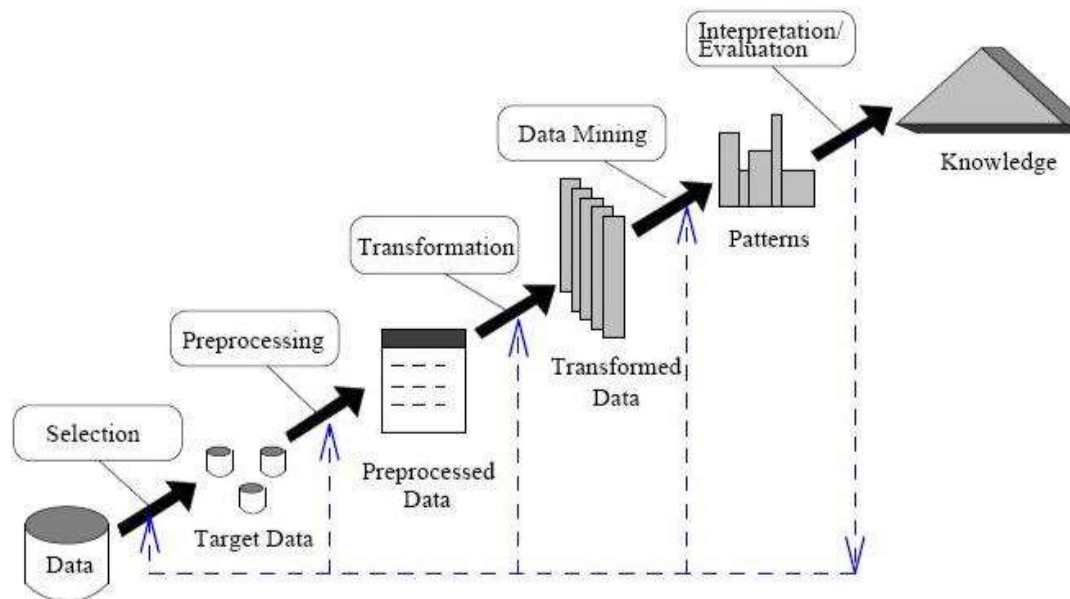 Interpretation/
Evaluation
Data Mining
Knowledge
Transformation
Patterns
Preprocessing
Transformed
Data
Selection
Preprocessed
Data
Target Data
Data